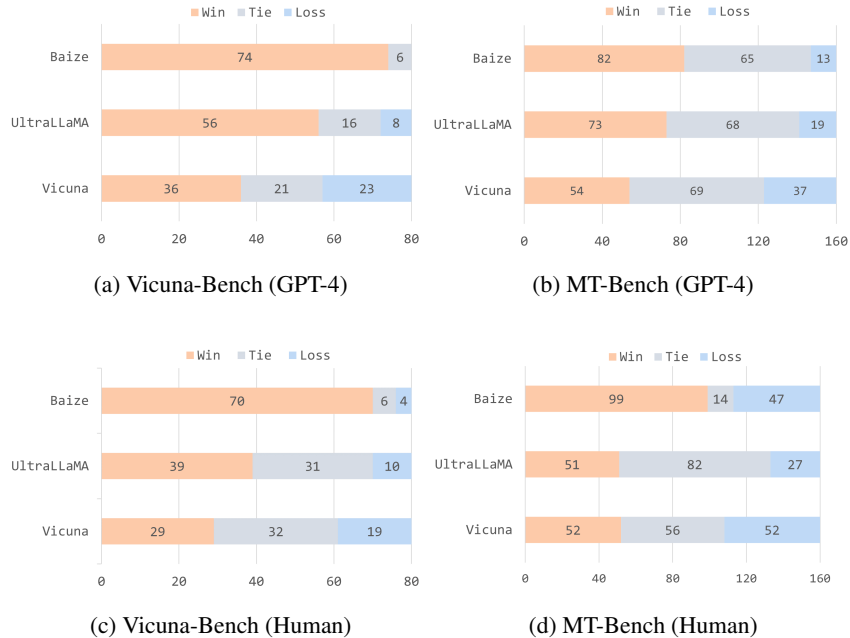 Win Tie Loss
Baize 74 6
UltraLLaMA 56 16 8
Vicuna 36 21 23
0 20 40 60 80
(a) Vicuna-Bench (GPT-4)
Win Tie Loss
Baize 82 65 13
UltraLLaMA 73 68 19
Vicuna 54 69 37
0 40 80 120 160
(b) MT-Bench (GPT-4)
Win Tie Loss
Baize 70 6 4
UltraLLaMA 39 31 10
Vicuna 29 32 19
0 20 40 60 80
(c) Vicuna-Bench (Human)
Win Tie Loss
Baize 99 14 47
UltraLLaMA 51 82 27
Vicuna 52 56 52
0 40 80 120 160
(d) MT-Bench (Human)